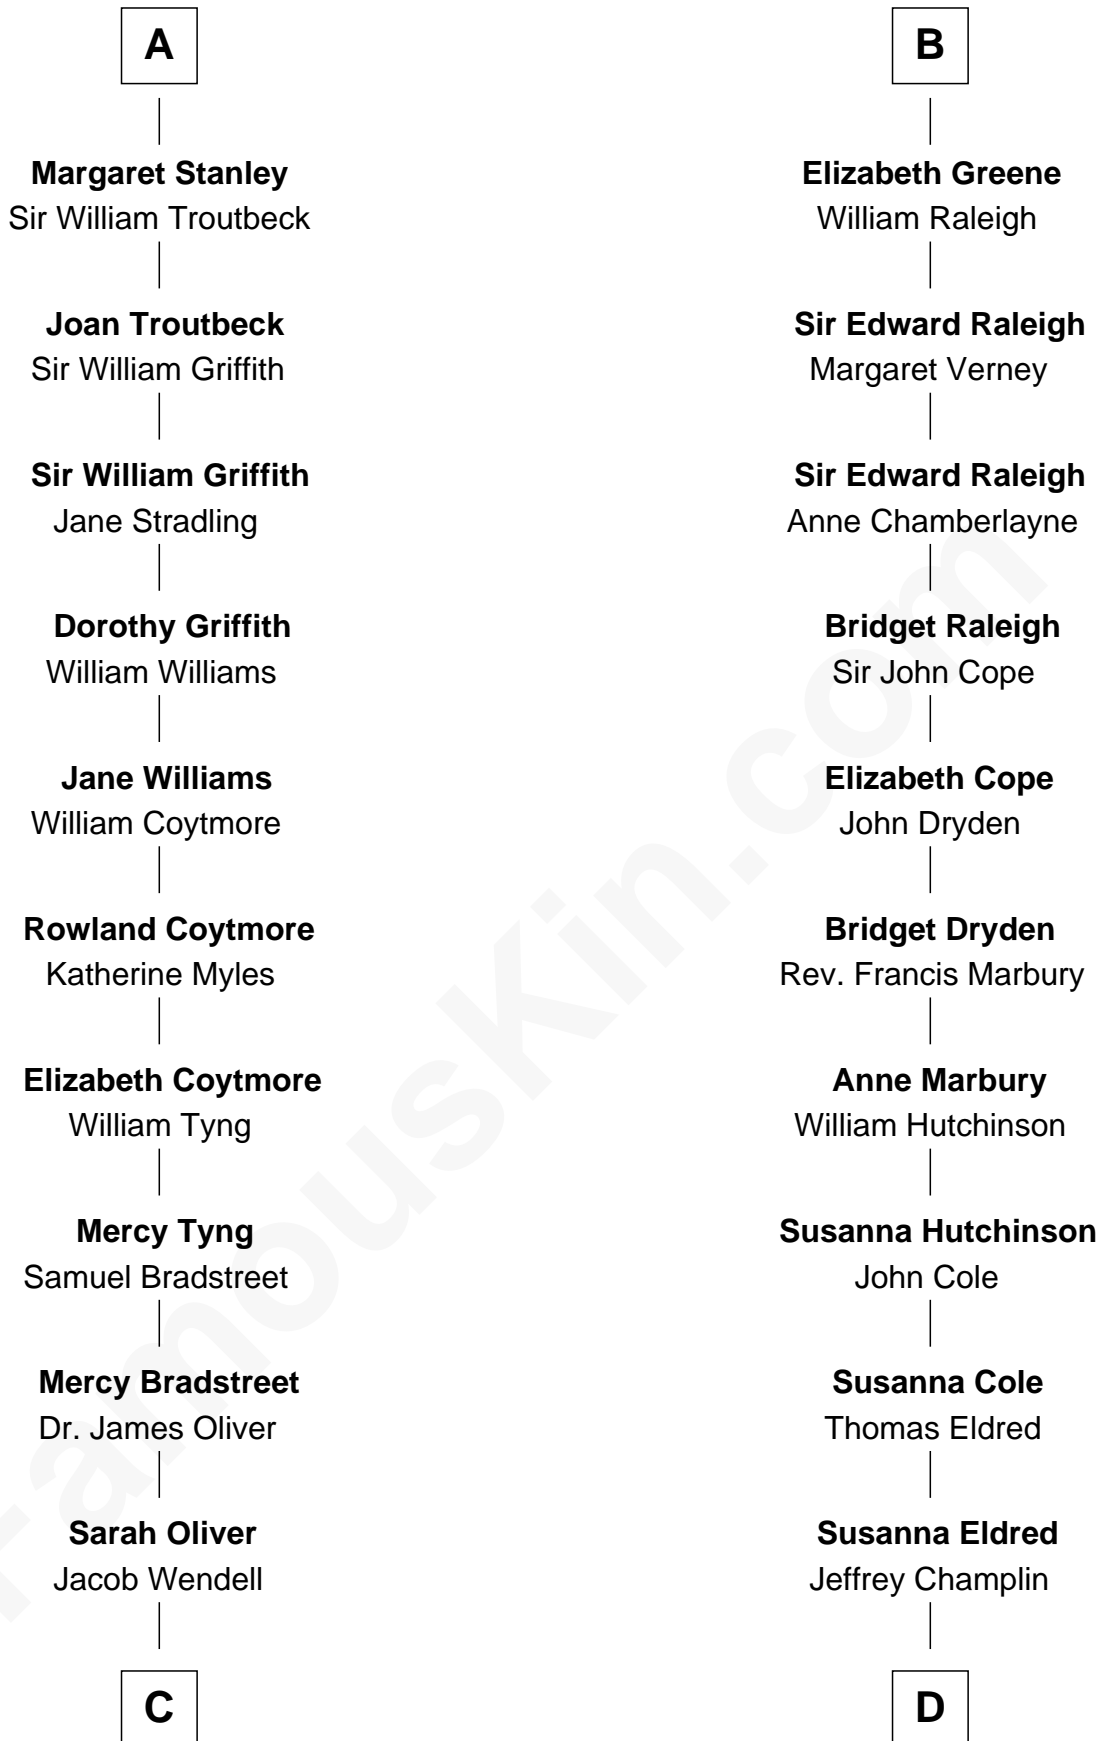 A
Margaret Stanley
Sir William Troutbeck
Joan Troutbeck
Sir William Griffith
Sir William Griffith
Jane Stradling
Dorothy Griffith
William Williams
Jane Williams
William Coytmore
Rowland Coytmore
Katherine Myles
Elizabeth Coytmore
William Tyng
Mercy Tyng
Samuel Bradstreet
Mercy Bradstreet
Dr. James Oliver
Sarah Oliver
Jacob Wendell
C
B
Elizabeth Greene
William Raleigh
Sir Edward Raleigh
Margaret Verney
Sir Edward Raleigh
Anne Chamberlayne
Bridget Raleigh
Sir John Cope
Elizabeth Cope
John Dryden
Bridget Dryden
Rev. Francis Marbury
Anne Marbury
William Hutchinson
Susanna Hutchinson
John Cole
Susanna Cole
Thomas Eldred
Susanna Eldred
Jeffrey Champlin
D
FamousKin.com